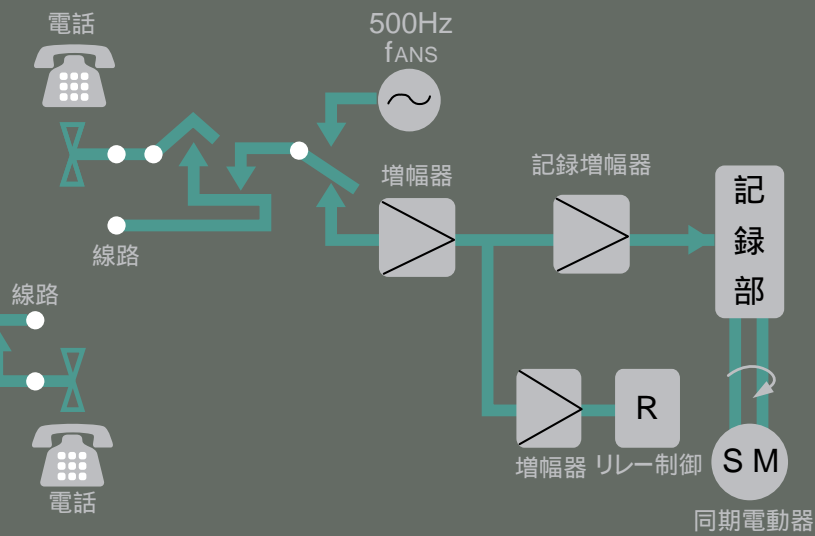 電話
500Hz
fANS
増幅器
記録増幅器
記
録
部
線路
線路
R
増幅器
リレー制御
S M
電話
同期電動器